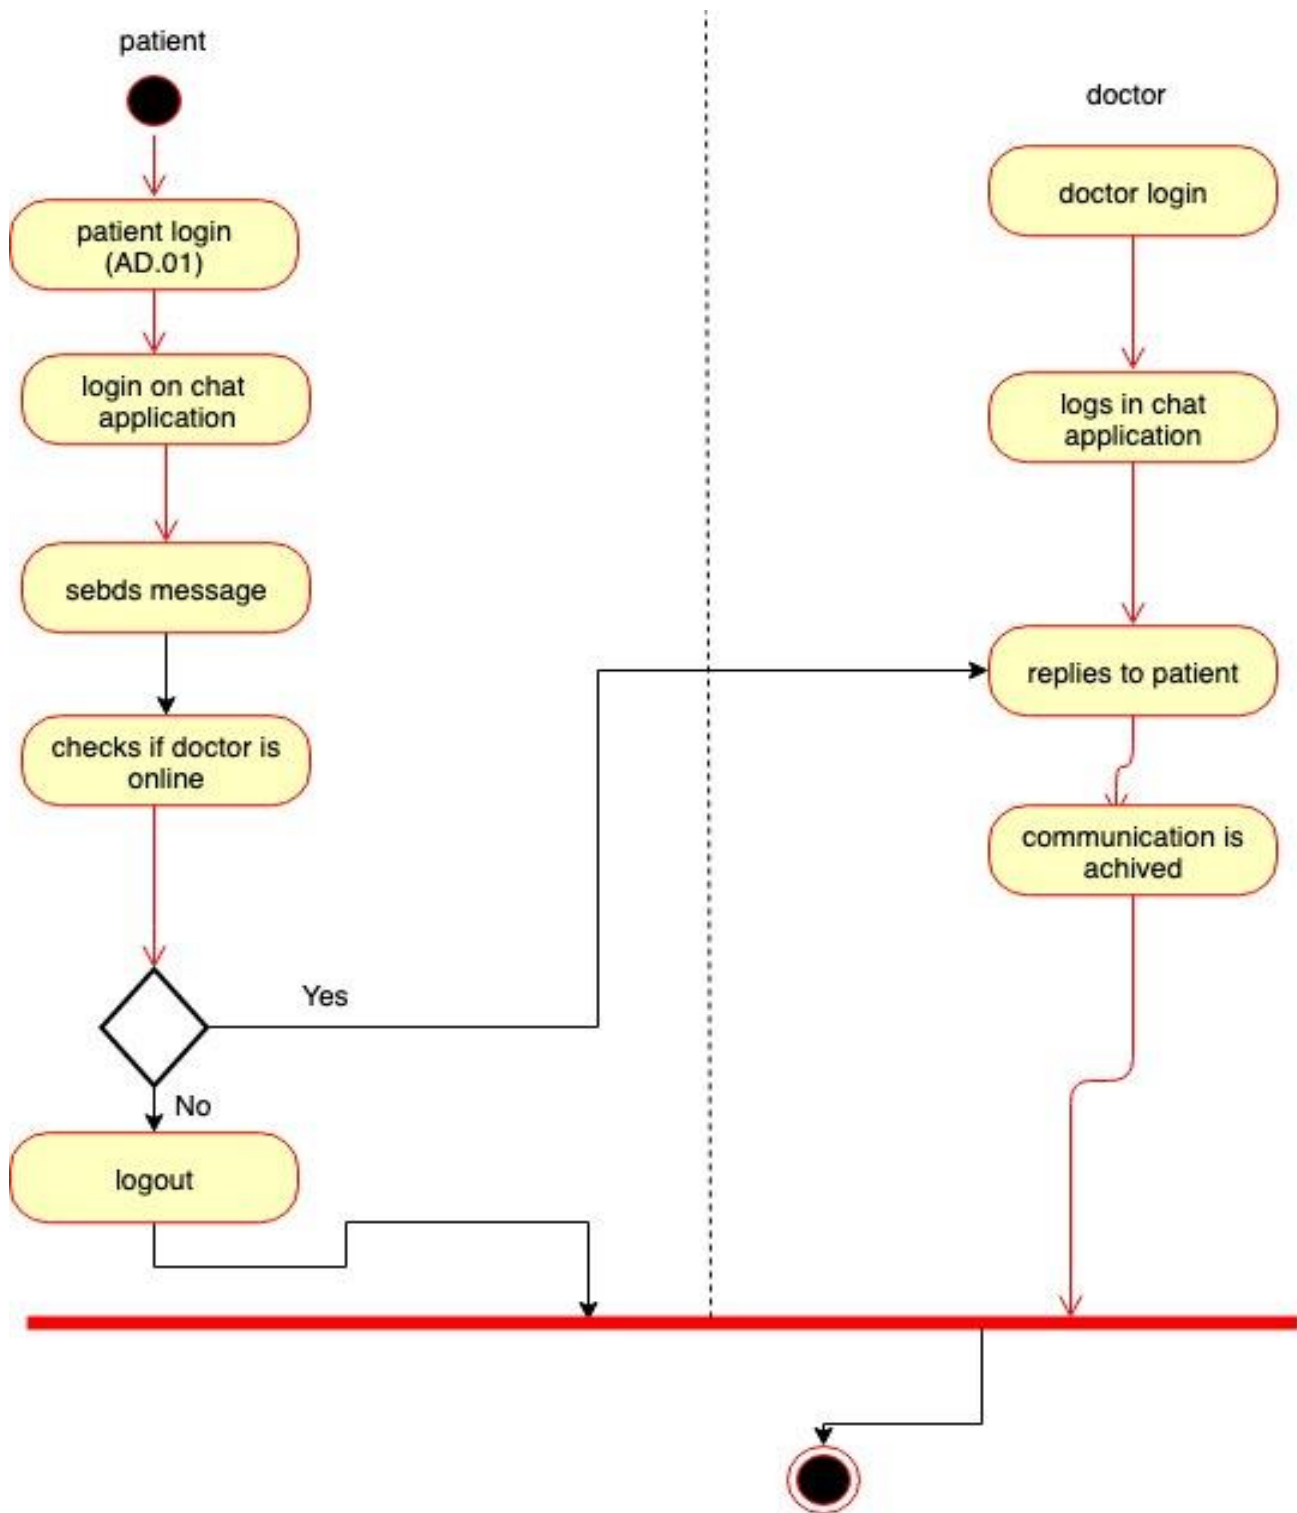 patient
patient login
(AD.01)
login on chat
application
sebds message
checks if doctor is
online
Yes
No
logout
doctor
doctor login
logs in chat
application
replies to patient
communication is
achived